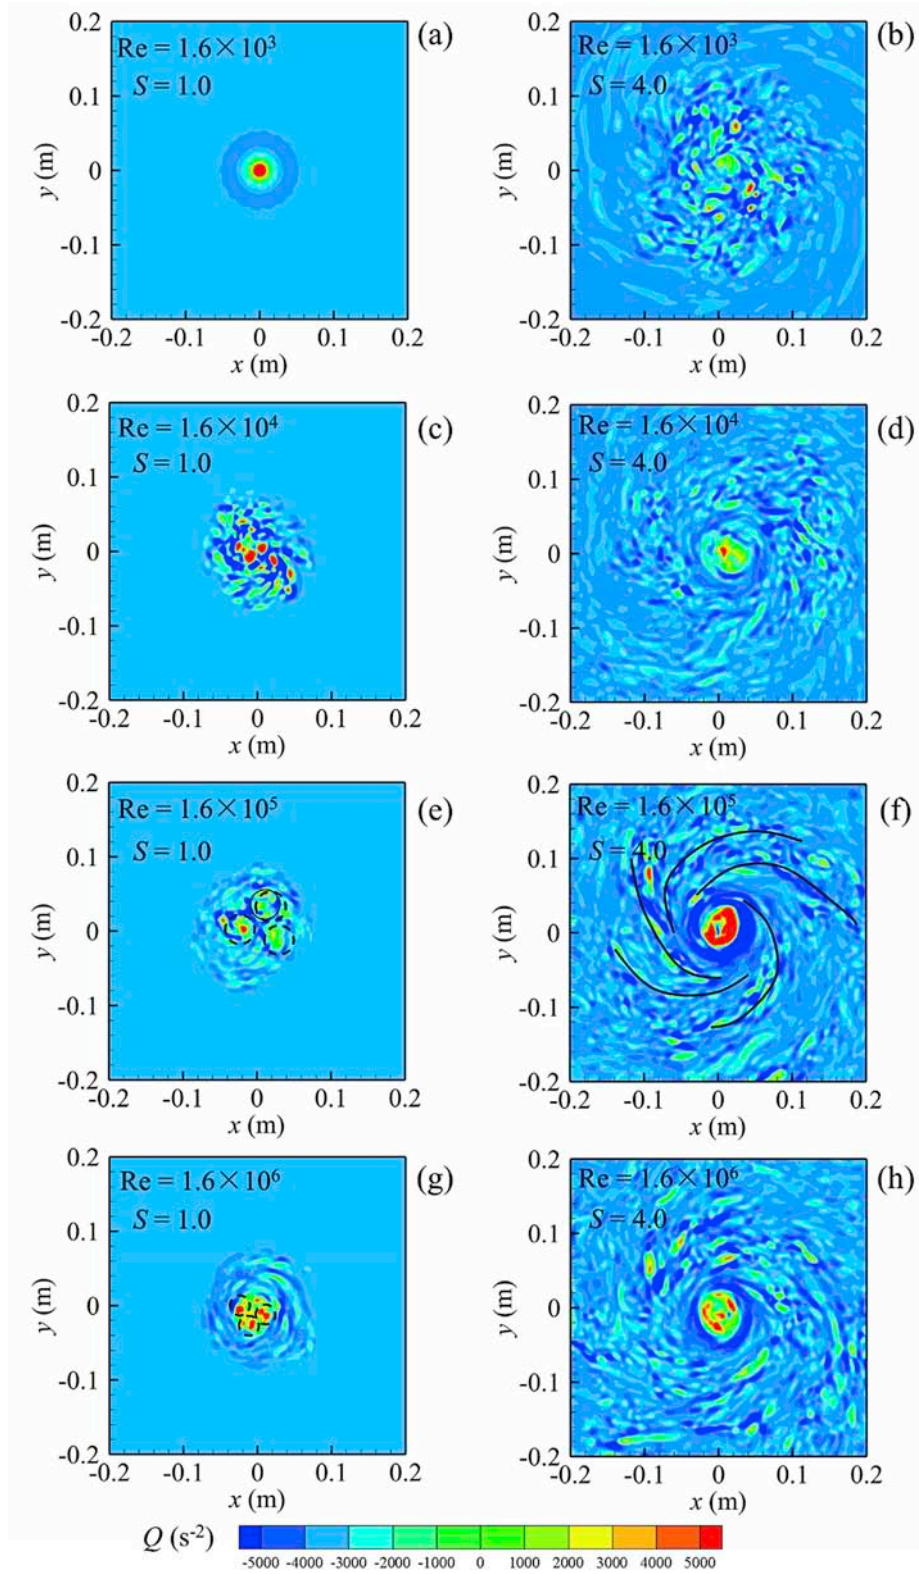 0.2
Re = 1.6×10³
(a)
S = 1.0
0.1
y (m)
0
-0.1
-0.2
-0.2 -0.1 0 0.1 0.2
x (m)
0.2
Re = 1.6×10³
(b)
S = 4.0
0.1
y (m)
0
-0.1
-0.2
-0.2 -0.1 0 0.1 0.2
x (m)
0.2
Re = 1.6×10⁴
(c)
S = 1.0
0.1
y (m)
0
-0.1
-0.2
-0.2 -0.1 0 0.1 0.2
x (m)
0.2
Re = 1.6×10⁴
(d)
S = 4.0
0.1
y (m)
0
-0.1
-0.2
-0.2 -0.1 0 0.1 0.2
x (m)
0.2
Re = 1.6×10⁵
(e)
S = 1.0
0.1
y (m)
0
-0.1
-0.2
-0.2 -0.1 0 0.1 0.2
x (m)
0.2
Re = 1.6×10⁵
(f)
S = 4.0
0.1
y (m)
0
-0.1
-0.2
-0.2 -0.1 0 0.1 0.2
x (m)
0.2
Re = 1.6×10⁶
(g)
S = 1.0
0.1
y (m)
0
-0.1
-0.2
-0.2 -0.1 0 0.1 0.2
x (m)
0.2
Re = 1.6×10⁶
(h)
S = 4.0
0.1
y (m)
0
-0.1
-0.2
-0.2 -0.1 0 0.1 0.2
x (m)
Q (s⁻²)
-5000 -4000 -3000 -2000 -1000 0 1000 2000 3000 4000 5000